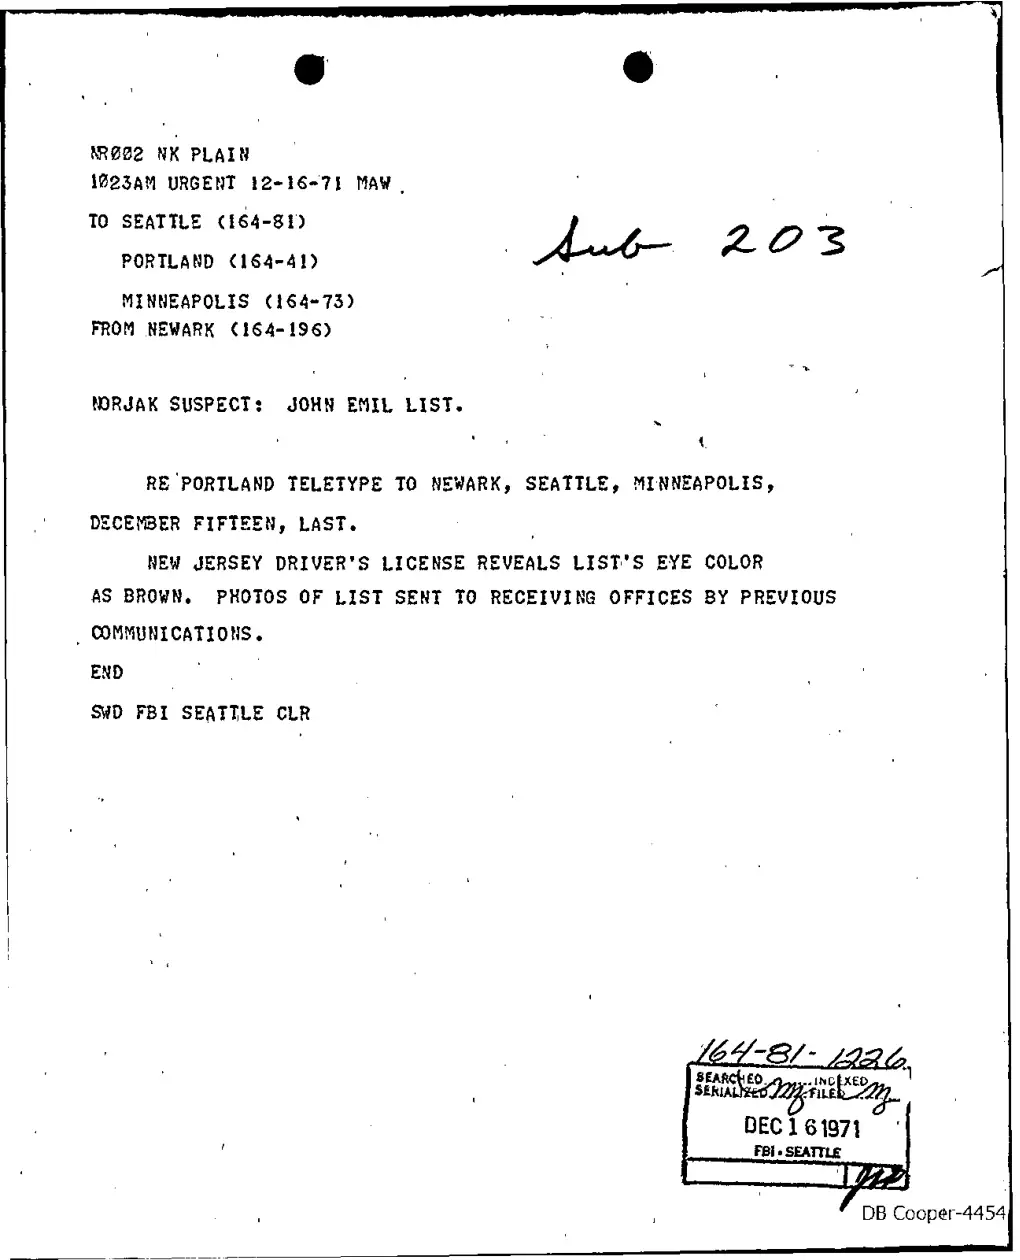 NR002 NK PLAIN
1023AM URGENT 12-16-71 MAW
TO SEATTLE (164-81)
Sub 203
PORTLAND (164-41)
MINNEAPOLIS (164-73)
FROM NEWARK (164-196)
NORJAK SUSPECT: JOHN EMIL LIST.
RE PORTLAND TELETYPE TO NEWARK, SEATTLE, MINNEAPOLIS,
DECEMBER FIFTEEN, LAST.
NEW JERSEY DRIVER'S LICENSE REVEALS LIST'S EYE COLOR
AS BROWN. PHOTOS OF LIST SENT TO RECEIVING OFFICES BY PREVIOUS
COMMUNICATIONS.
END
SWD FBI SEATTLE CLR
164-81-1226
SEARCHED INDEXED
SERIALIZED FILED
DEC 16 1971
FBI - SEATTLE
DB Cooper-4454